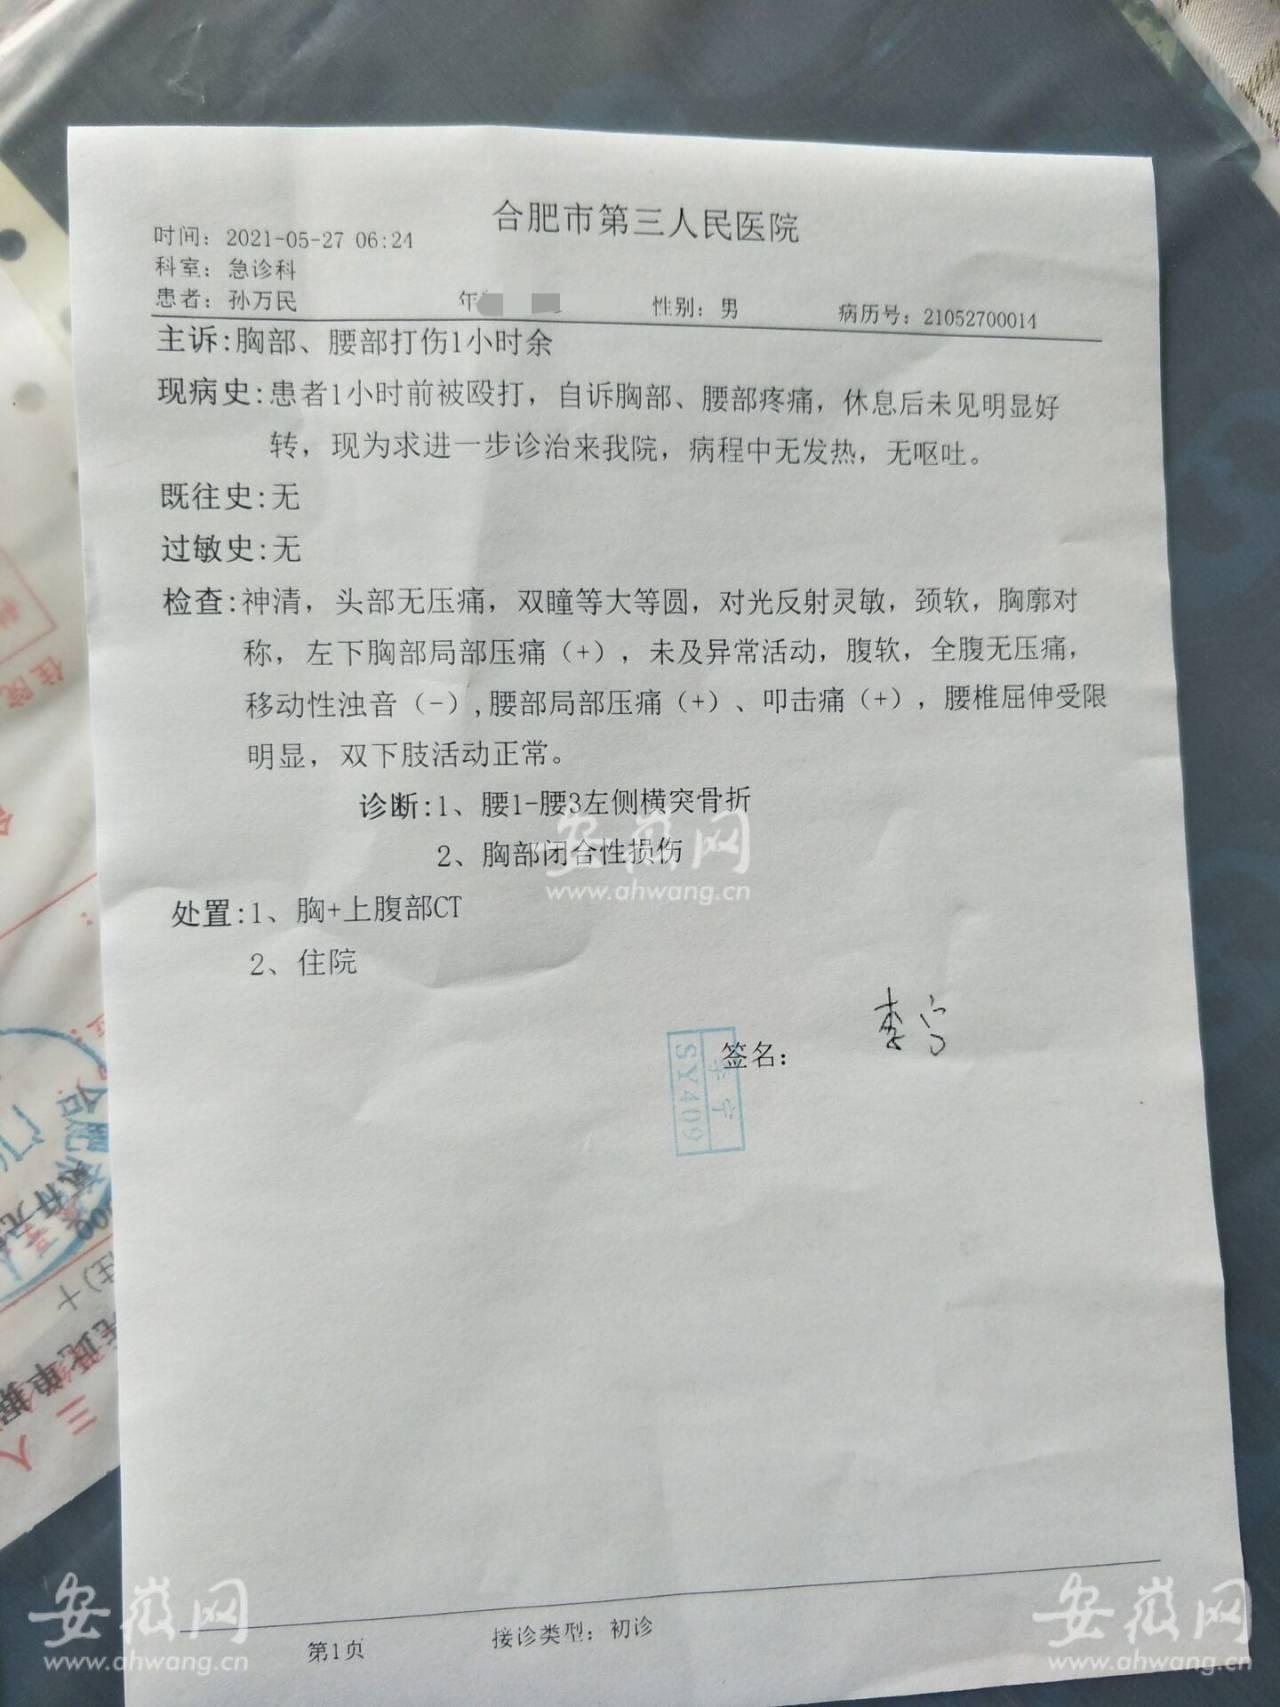 合肥市第三人民医院
时间：2021-05-27 06:24
科室：急诊科
患者：孙万民 年 性别：男 病历号：21052700014
主诉：胸部、腰部打伤1小时余
现病史：患者1小时前被殴打，自诉胸部、腰部疼痛，休息后未见明显好
转，现为求进一步诊治来我院，病程中无发热，无呕吐。
既往史：无
过敏史：无
检查：神清，头部无压痛，双瞳等大等圆，对光反射灵敏，颈软，胸廓对
称，左下胸部局部压痛（+），未及异常活动，腹软，全腹无压痛，
移动性浊音（-），腰部局部压痛（+）、叩击痛（+），腰椎屈伸受限
明显，双下肢活动正常。
诊断：1、腰1-腰3左侧横突骨折
2、胸部闭合性损伤
安徽网
www.ahwang.cn
处置：1、胸+上腹部CT
2、住院
签名：
李宁
李宁
SY409
住院
合肥
三人
第1页 接诊类型：初诊
安徽网
www.ahwang.cn
安徽网
www.ahwang.cn